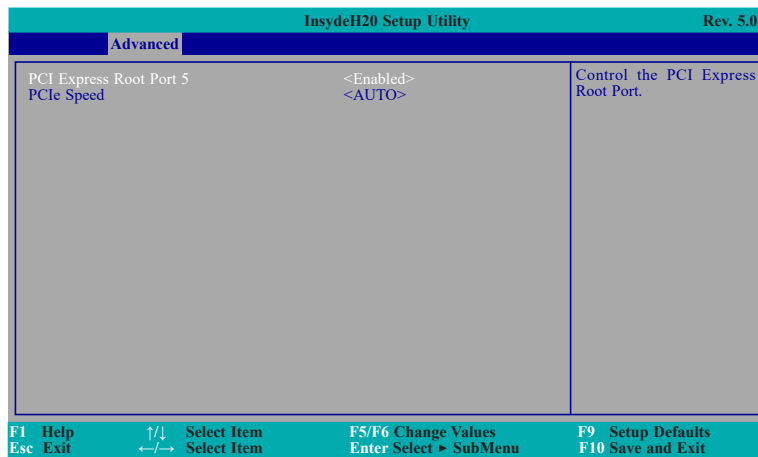 InsydeH20 Setup Utility Rev. 5.0
Advanced
PCI Express Root Port 5 <Enabled> Control the PCI Express
PCIe Speed <AUTO> Root Port.
F1 Help ↑/↓ Select Item F5/F6 Change Values F9 Setup Defaults
Esc Exit ←/→ Select Item Enter Select ► SubMenu F10 Save and Exit